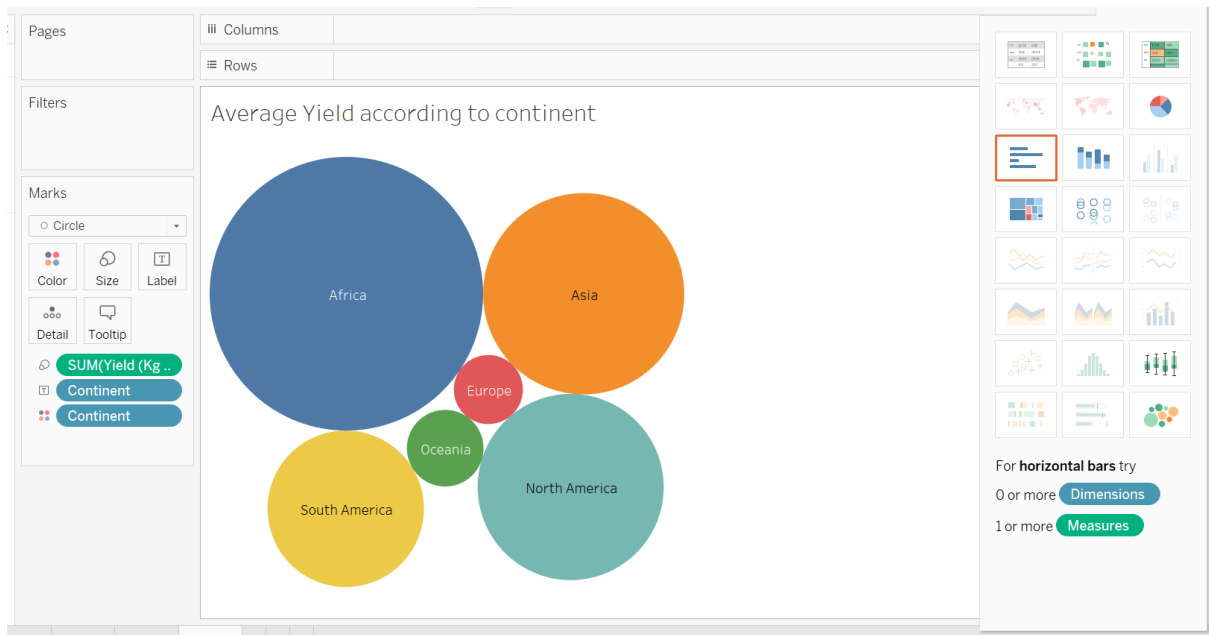 Pages
Columns
Rows
Filters
Average Yield according to continent
Marks
Circle
Color Size Label
T
Detail Tooltip
SUM(Yield (Kg ..
T Continent
Continent
Africa
Asia
Europe
Oceania
North America
South America
For horizontal bars try
0 or more Dimensions
1 or more Measures